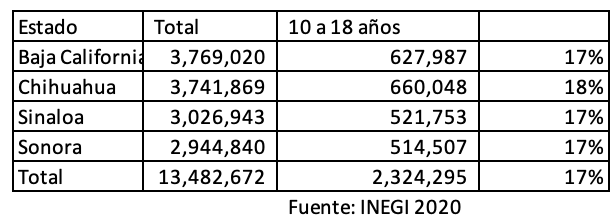 Estado Total 10 a 18 años
Baja California 3,769,020 627,987 17%
Chihuahua 3,741,869 660,048 18%
Sinaloa 3,026,943 521,753 17%
Sonora 2,944,840 514,507 17%
Total 13,482,672 2,324,295 17%
Fuente: INEGI 2020